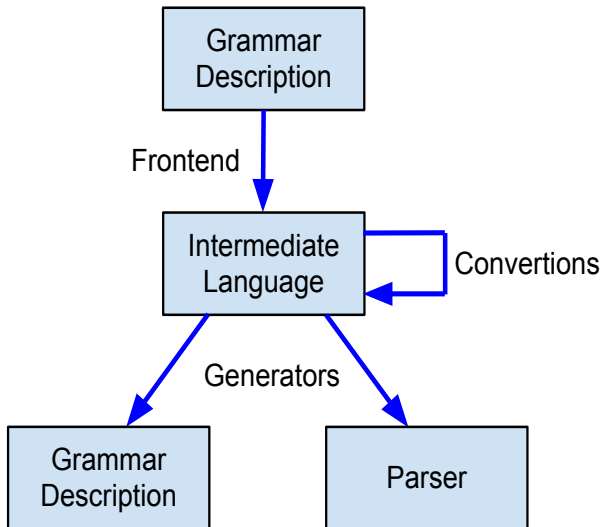 Grammar
Description
Frontend
Intermediate
Language
Convertions
Generators
Grammar
Description
Parser